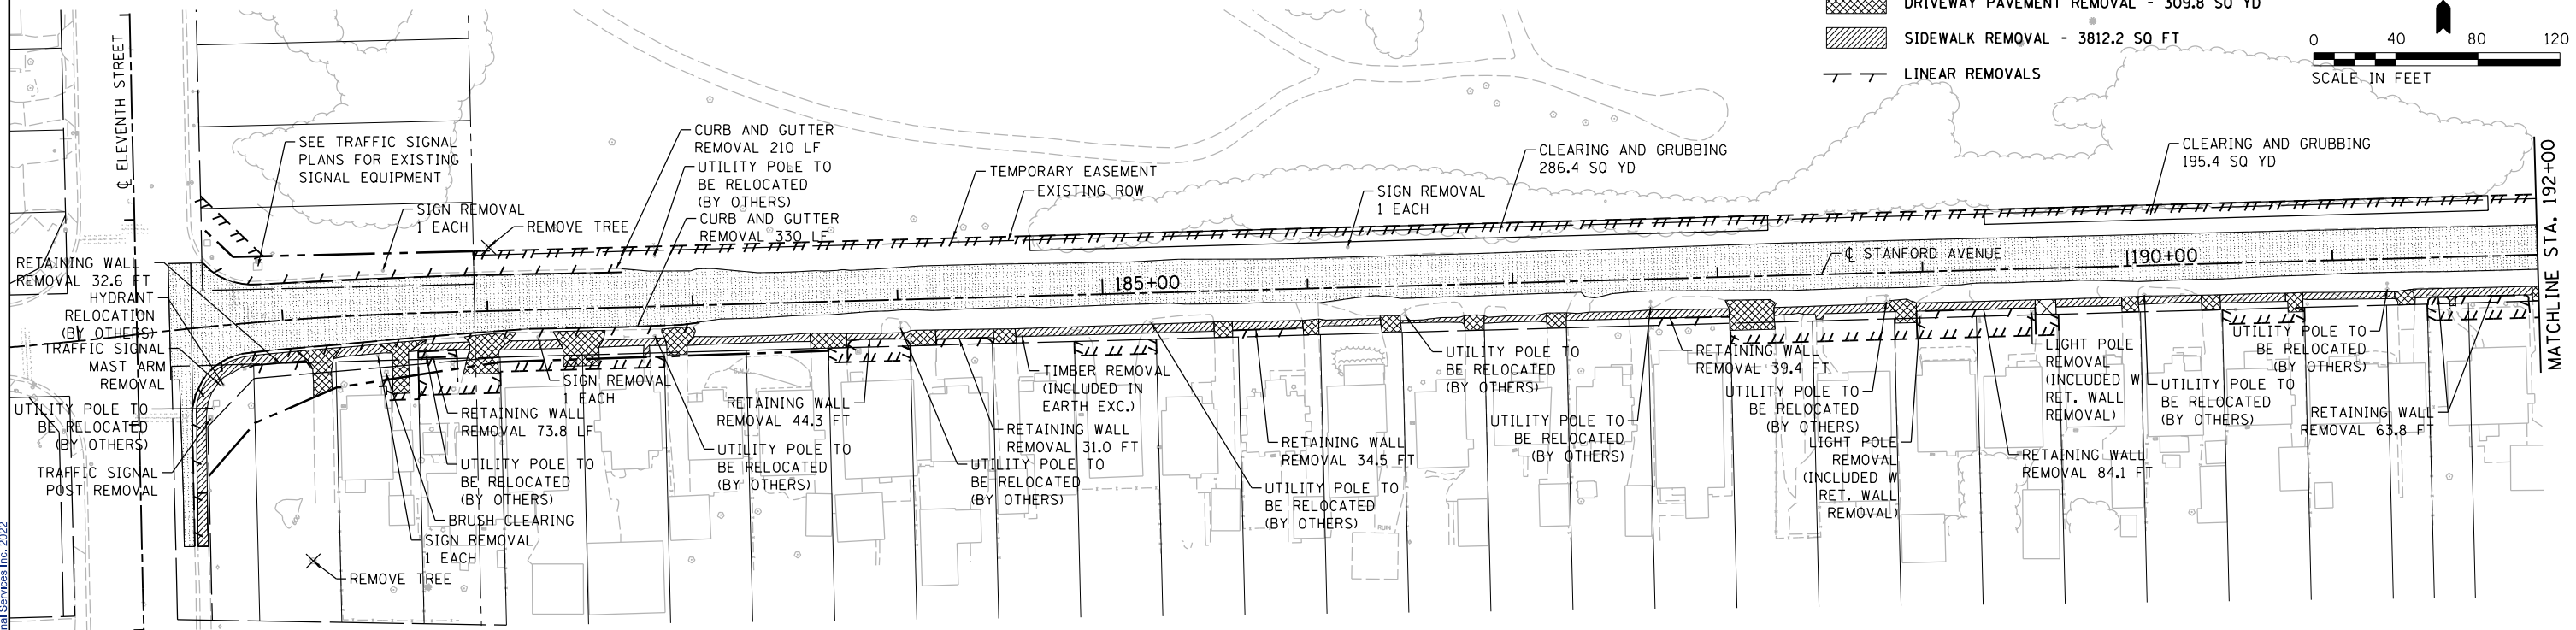 DRIVEWAY PAVEMENT REMOVAL - 309.8 SQ YD
SIDEWALK REMOVAL - 3812.2 SQ FT
LINEAR REMOVALS
0 40 80 120
SCALE IN FEET
℄ ELEVENTH STREET
SEE TRAFFIC SIGNAL
PLANS FOR EXISTING
SIGNAL EQUIPMENT
SIGN REMOVAL
1 EACH
REMOVE TREE
CURB AND GUTTER
REMOVAL 210 LF
UTILITY POLE TO
BE RELOCATED
(BY OTHERS)
CURB AND GUTTER
REMOVAL 330 LF
TEMPORARY EASEMENT
EXISTING ROW
SIGN REMOVAL
1 EACH
CLEARING AND GRUBBING
286.4 SQ YD
CLEARING AND GRUBBING
195.4 SQ YD
MATCHLINE STA. 192+00
℄ STANFORD AVENUE
185+00
190+00
RETAINING WALL
REMOVAL 32.6 FT
HYDRANT
RELOCATION
(BY OTHERS)
TRAFFIC SIGNAL
MAST ARM
REMOVAL
UTILITY POLE TO
BE RELOCATED
(BY OTHERS)
TRAFFIC SIGNAL
POST REMOVAL
REMOVE TREE
SIGN REMOVAL
1 EACH
BRUSH CLEARING
UTILITY POLE TO
BE RELOCATED
(BY OTHERS)
RETAINING WALL
REMOVAL 73.8 LF
SIGN REMOVAL
1 EACH
RETAINING WALL
REMOVAL 44.3 FT
UTILITY POLE TO
BE RELOCATED
(BY OTHERS)
TIMBER REMOVAL
(INCLUDED IN
EARTH EXC.)
RETAINING WALL
REMOVAL 31.0 FT
UTILITY POLE TO
BE RELOCATED
(BY OTHERS)
RETAINING WALL
REMOVAL 34.5 FT
UTILITY POLE TO
BE RELOCATED
(BY OTHERS)
UTILITY POLE TO
BE RELOCATED
(BY OTHERS)
UTILITY POLE TO
BE RELOCATED
(BY OTHERS)
RETAINING WALL
REMOVAL 39.4 FT
UTILITY POLE TO
BE RELOCATED
(BY OTHERS)
LIGHT POLE
REMOVAL
(INCLUDED W
RET. WALL
REMOVAL)
LIGHT POLE
REMOVAL
(INCLUDED W
RET. WALL
REMOVAL)
RETAINING WALL
REMOVAL 84.1 FT
UTILITY POLE TO
BE RELOCATED
(BY OTHERS)
UTILITY POLE TO
BE RELOCATED
(BY OTHERS)
RETAINING WALL
REMOVAL 63.8 FT
RUIN
Services Inc. 2022